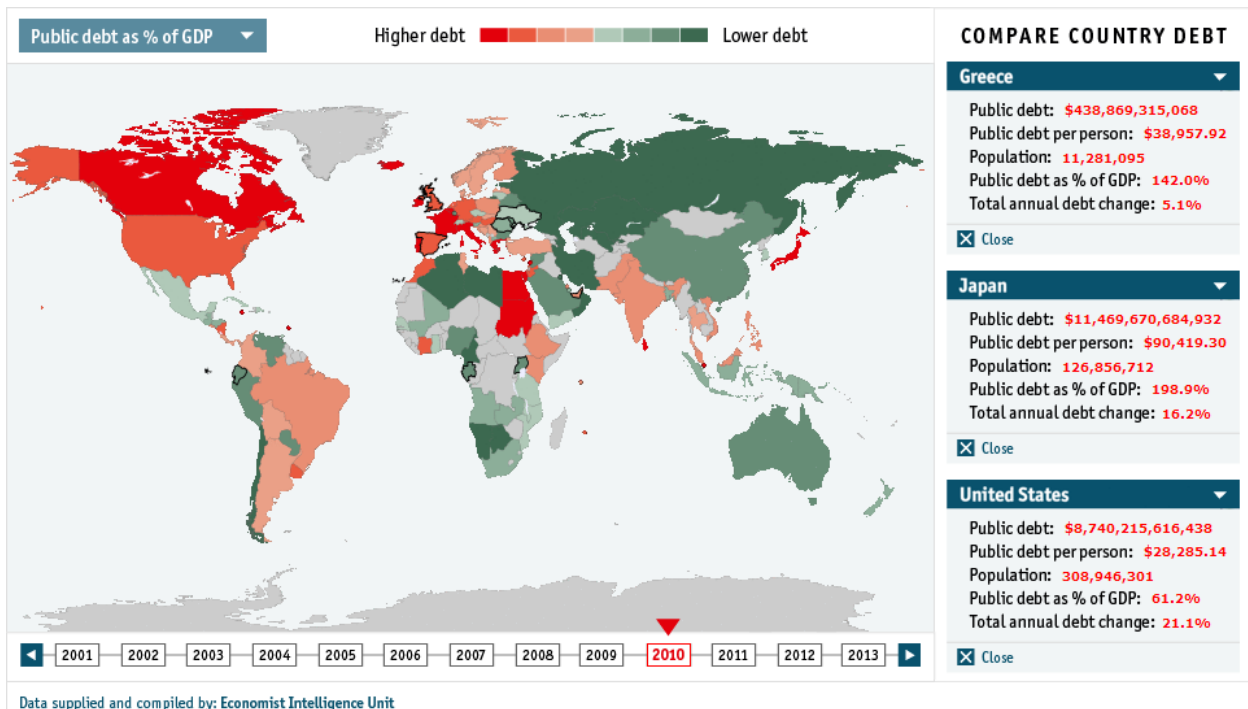 Public debt as % of GDP
Higher debt
Lower debt
2001
2002
2003
2004
2005
2006
2007
2008
2009
2010
2011
2012
2013
Data supplied and compiled by: Economist Intelligence Unit
COMPARE COUNTRY DEBT
Greece
Public debt: $438,869,315,068
Public debt per person: $38,957.92
Population: 11,281,095
Public debt as % of GDP: 142.0%
Total annual debt change: 5.1%
Close
Japan
Public debt: $11,469,670,684,932
Public debt per person: $90,419.30
Population: 126,856,712
Public debt as % of GDP: 198.9%
Total annual debt change: 16.2%
Close
United States
Public debt: $8,740,215,616,438
Public debt per person: $28,285.14
Population: 308,946,301
Public debt as % of GDP: 61.2%
Total annual debt change: 21.1%
Close